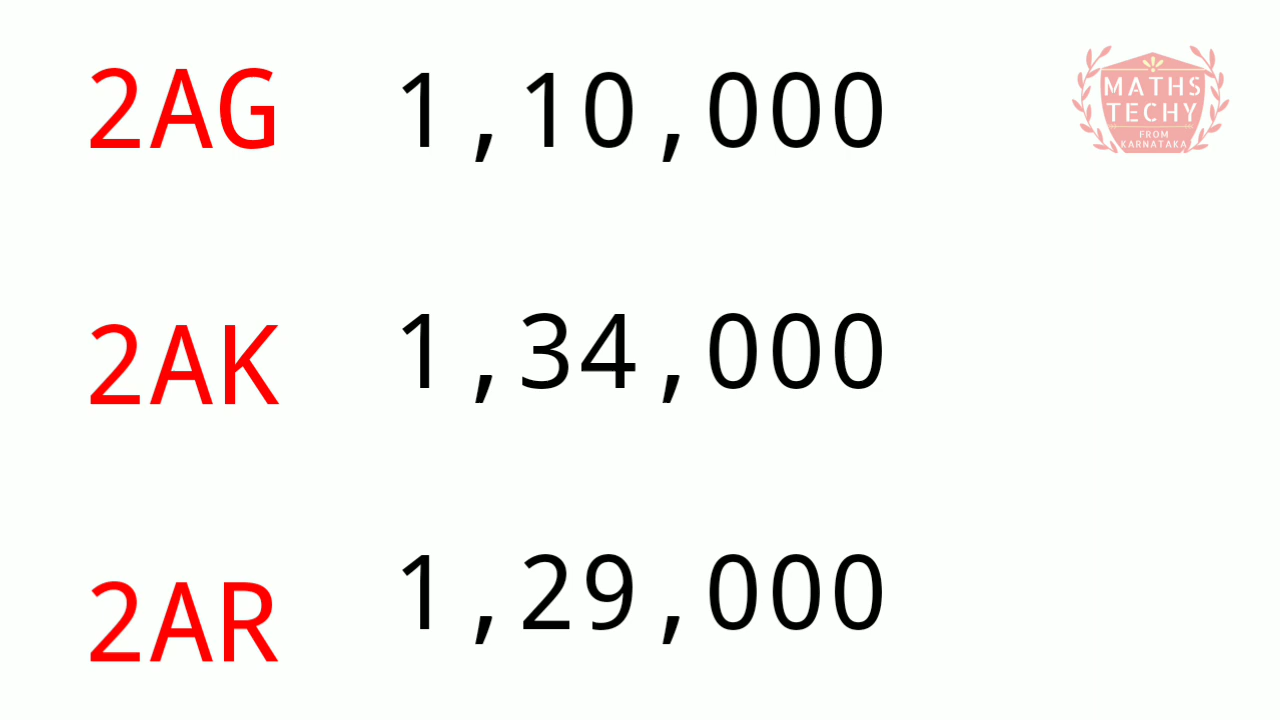 2AG 1,10,000
MATHS
TECHY
FROM
KARNATAKA
2AK 1,34,000
2AR 1,29,000